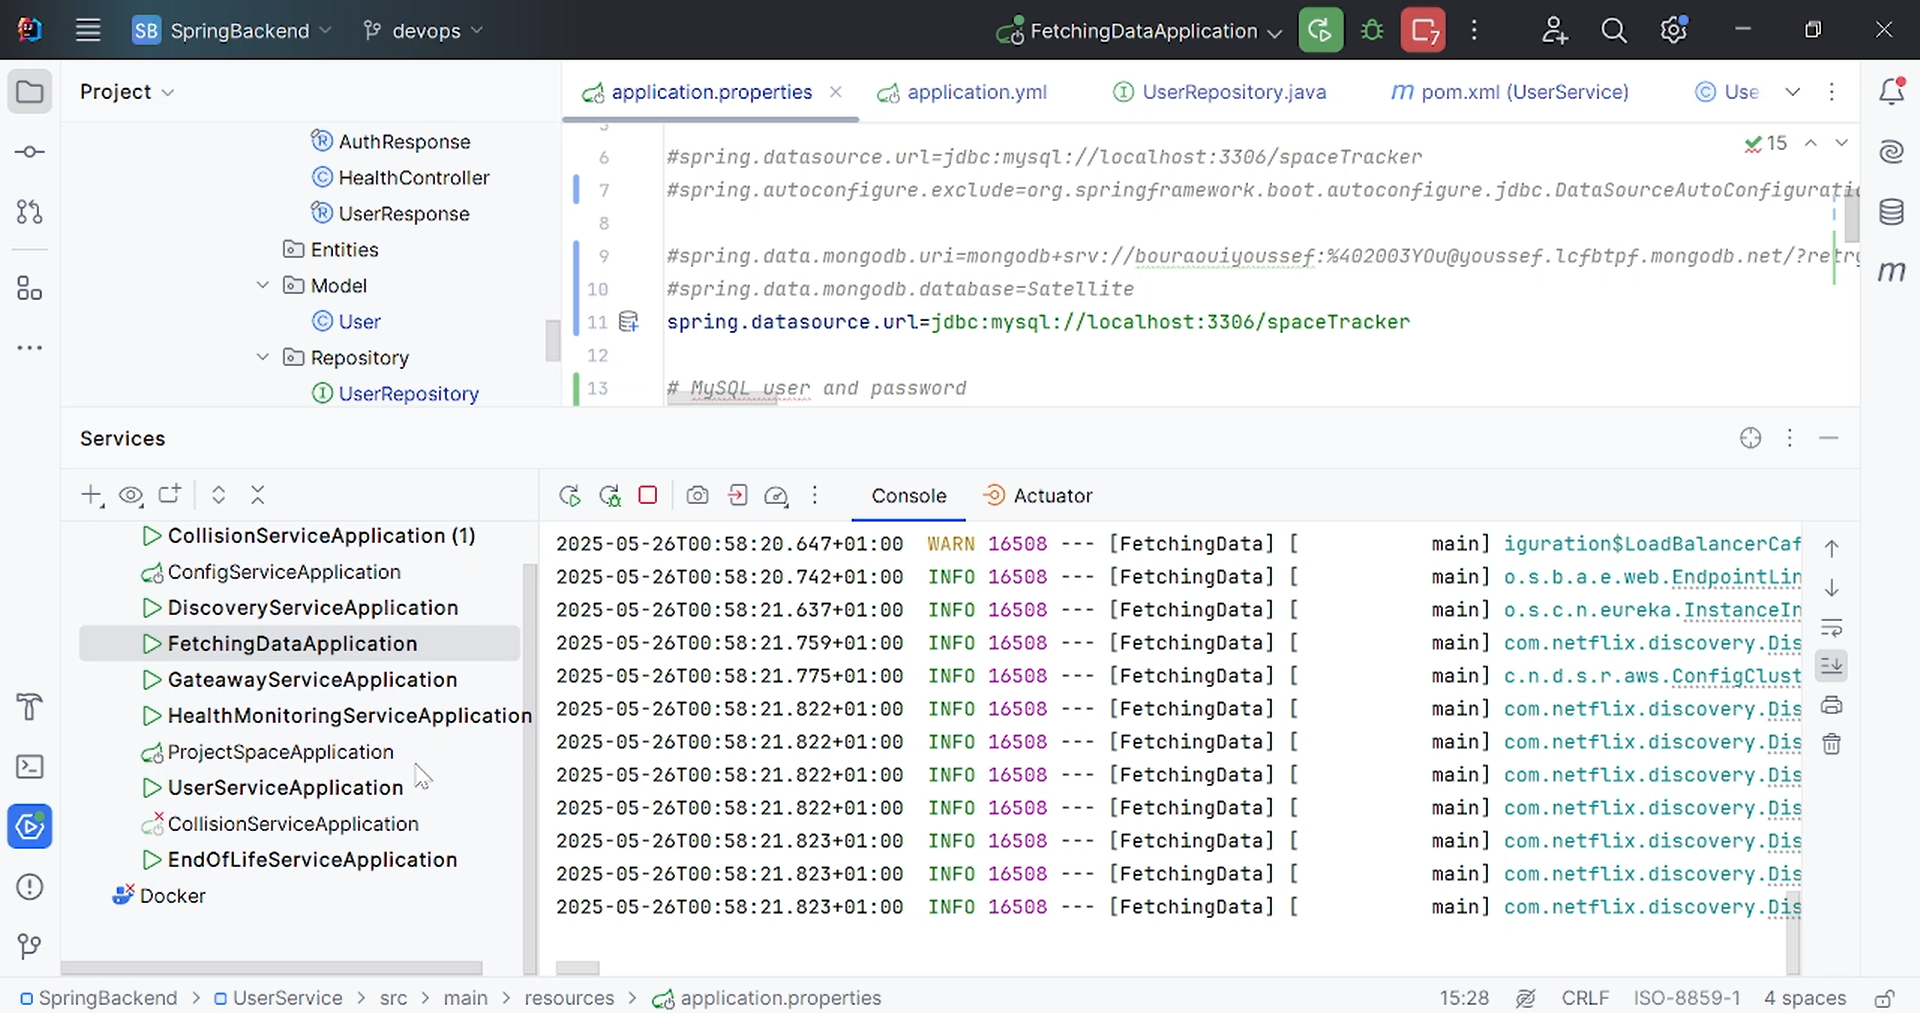 SB SpringBackend devops FetchingDataApplication 7
Project
AuthResponse
HealthController
UserResponse
Entities
Model
User
Repository
UserRepository
application.properties application.yml UserRepository.java pom.xml (UserService) Use
15
6 #spring.datasource.url=jdbc:mysql://localhost:3306/spaceTracker
7 #spring.autoconfigure.exclude=org.springframework.boot.autoconfigure.jdbc.DataSourceAutoConfigurati
8
9 #spring.data.mongodb.uri=mongodb+srv://bouraouiyoussef:%402003YOu@youssef.lcfbtpf.mongodb.net/?retry
10 #spring.data.mongodb.database=Satellite
11 spring.datasource.url=jdbc:mysql://localhost:3306/spaceTracker
12
13 # MySQL user and password
Services
CollisionServiceApplication (1)
ConfigServiceApplication
DiscoveryServiceApplication
FetchingDataApplication
GateawayServiceApplication
HealthMonitoringServiceApplication
ProjectSpaceApplication
UserServiceApplication
CollisionServiceApplication
EndOfLifeServiceApplication
Docker
Console Actuator
2025-05-26T00:58:20.647+01:00 WARN 16508 --- [FetchingData] [ main] iguration$LoadBalancerCaf
2025-05-26T00:58:20.742+01:00 INFO 16508 --- [FetchingData] [ main] o.s.b.a.e.web.EndpointLin
2025-05-26T00:58:21.637+01:00 INFO 16508 --- [FetchingData] [ main] o.s.c.n.eureka.InstanceIn
2025-05-26T00:58:21.759+01:00 INFO 16508 --- [FetchingData] [ main] com.netflix.discovery.Dis
2025-05-26T00:58:21.775+01:00 INFO 16508 --- [FetchingData] [ main] c.n.d.s.r.aws.ConfigClust
2025-05-26T00:58:21.822+01:00 INFO 16508 --- [FetchingData] [ main] com.netflix.discovery.Dis
2025-05-26T00:58:21.822+01:00 INFO 16508 --- [FetchingData] [ main] com.netflix.discovery.Dis
2025-05-26T00:58:21.822+01:00 INFO 16508 --- [FetchingData] [ main] com.netflix.discovery.Dis
2025-05-26T00:58:21.822+01:00 INFO 16508 --- [FetchingData] [ main] com.netflix.discovery.Dis
2025-05-26T00:58:21.823+01:00 INFO 16508 --- [FetchingData] [ main] com.netflix.discovery.Dis
2025-05-26T00:58:21.823+01:00 INFO 16508 --- [FetchingData] [ main] com.netflix.discovery.Dis
2025-05-26T00:58:21.823+01:00 INFO 16508 --- [FetchingData] [ main] com.netflix.discovery.Dis
SpringBackend > UserService > src > main > resources > application.properties 15:28 CRLF ISO-8859-1 4 spaces